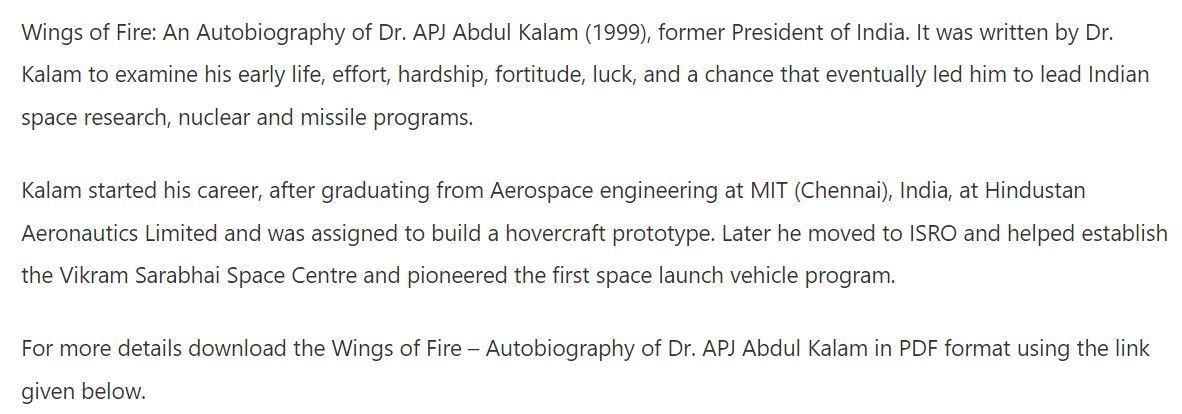 Wings of Fire: An Autobiography of Dr. APJ Abdul Kalam (1999), former President of India. It was written by Dr.
Kalam to examine his early life, effort, hardship, fortitude, luck, and a chance that eventually led him to lead Indian
space research, nuclear and missile programs.
Kalam started his career, after graduating from Aerospace engineering at MIT (Chennai), India, at Hindustan
Aeronautics Limited and was assigned to build a hovercraft prototype. Later he moved to ISRO and helped establish
the Vikram Sarabhai Space Centre and pioneered the first space launch vehicle program.
For more details download the Wings of Fire – Autobiography of Dr. APJ Abdul Kalam in PDF format using the link
given below.